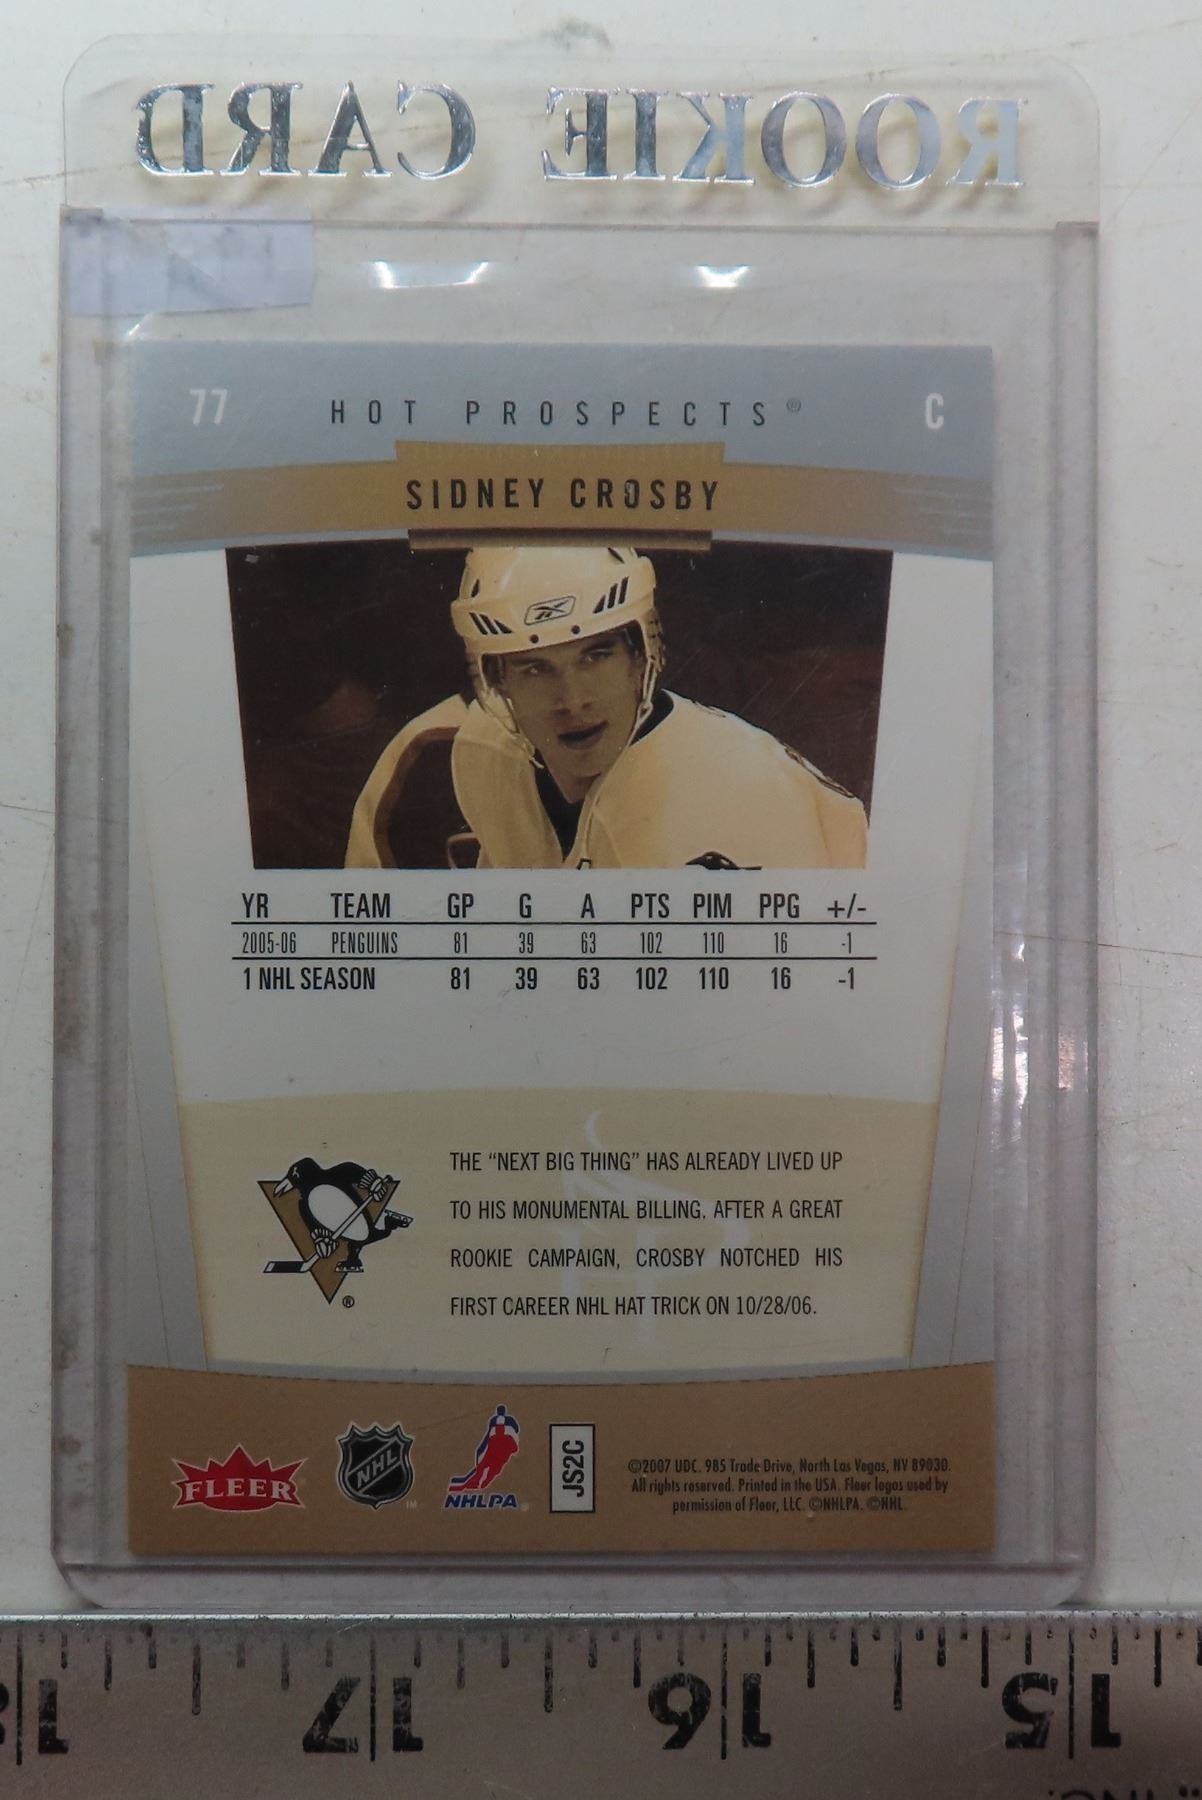 ROOKIE CARD
77 HOT PROSPECTS® C
SIDNEY CROSBY
YR TEAM GP G A PTS PIM PPG +/-
2005-06 PENGUINS 81 39 63 102 110 16 -1
1 NHL SEASON 81 39 63 102 110 16 -1
THE “NEXT BIG THING” HAS ALREADY LIVED UP
TO HIS MONUMENTAL BILLING. AFTER A GREAT
ROOKIE CAMPAIGN, CROSBY NOTCHED HIS
FIRST CAREER NHL HAT TRICK ON 10/28/06.
®
FLEER
NHL
TM
NHLPA
JS2C
©2007 UDC. 985 Trade Drive, North Las Vegas, NV 89030.
All rights reserved. Printed in the USA. Fleer logos used by
permission of Fleer, LLC. ©NHLPA. ©NHL.
17 16 15